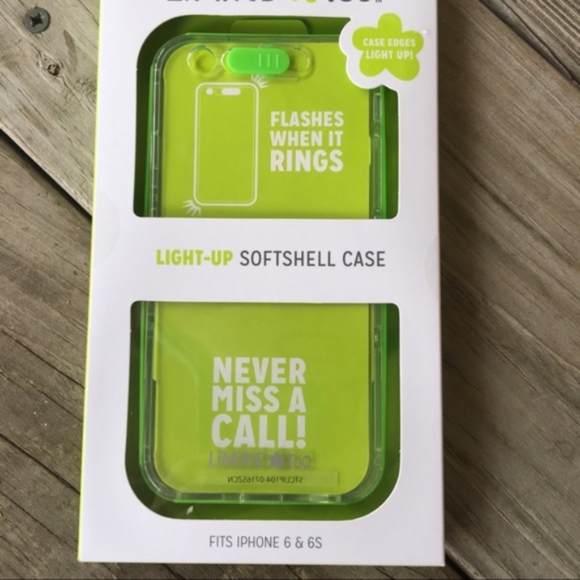 CASE EDGES
LIGHT UP!
FLASHES
WHEN IT
RINGS
LIGHT-UP SOFTSHELL CASE
NEVER
MISS A
CALL!
FITS IPHONE 6 & 6S